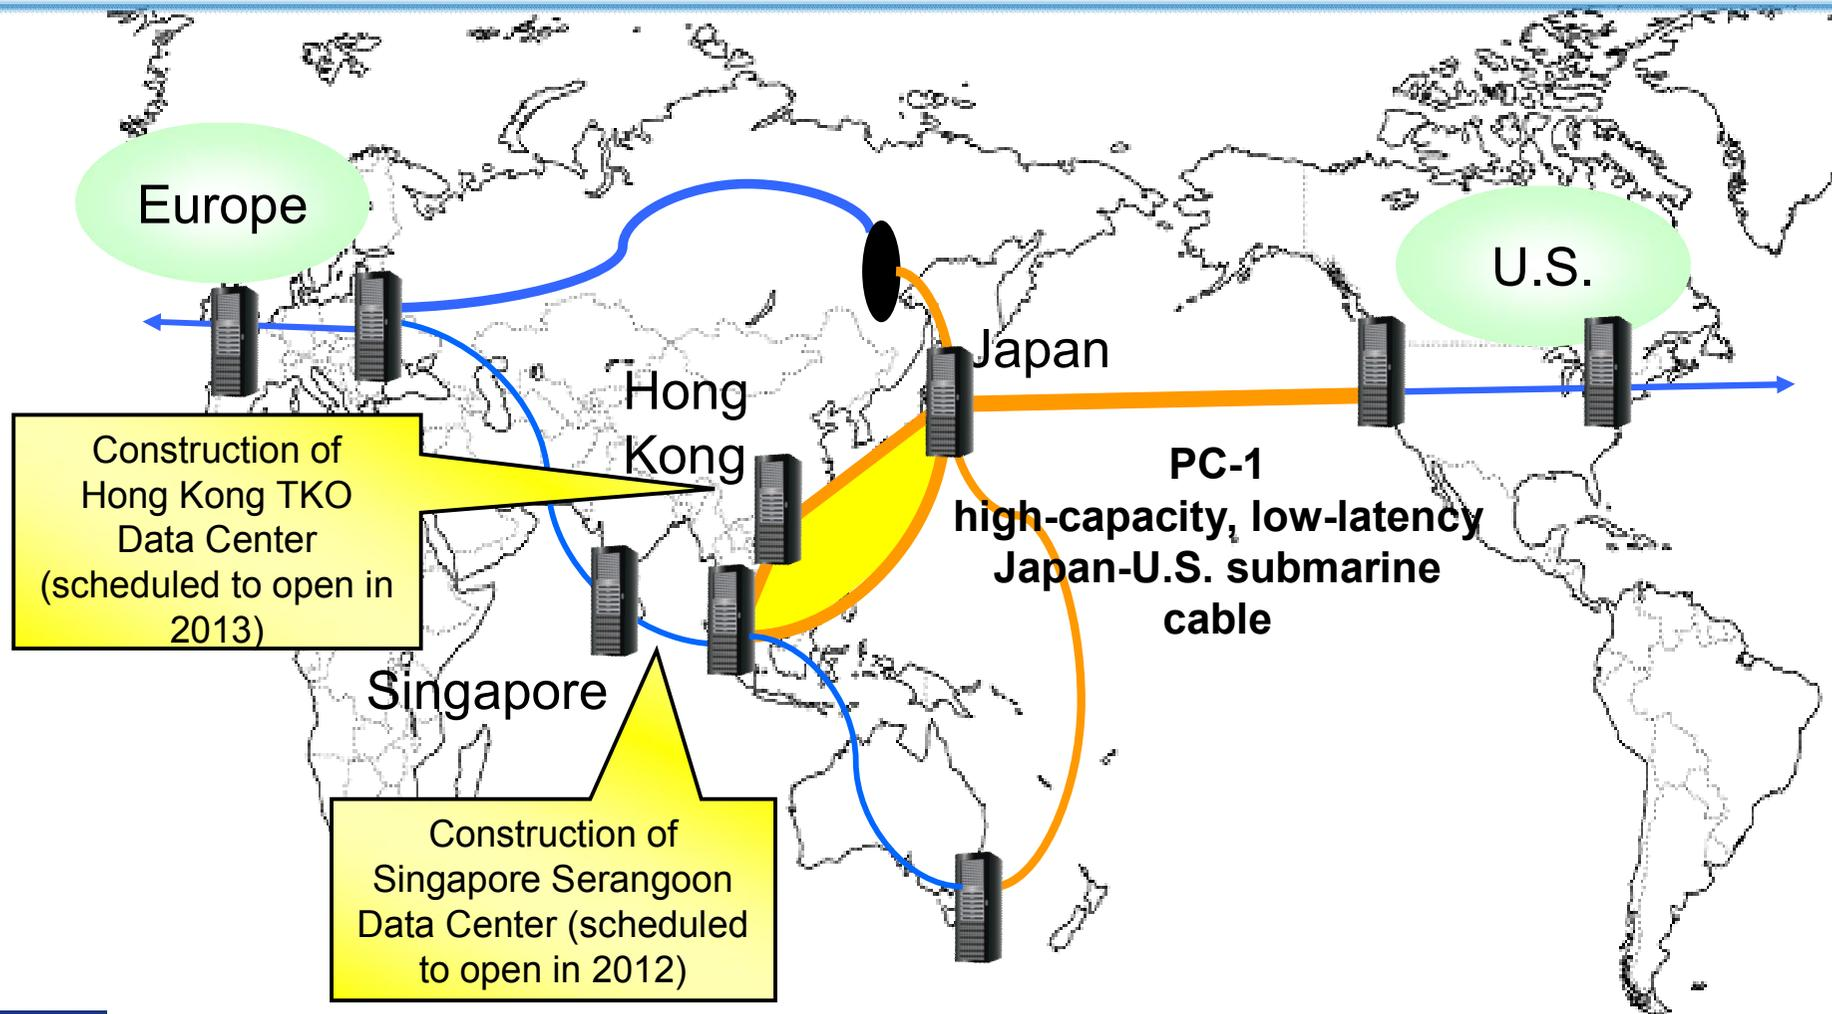 Europe
U.S.
Japan
Hong
Kong
Construction of
Hong Kong TKO
Data Center
(scheduled to open in
2013)
PC-1
high-capacity, low-latency
Japan-U.S. submarine
cable
Singapore
Construction of
Singapore Serangoon
Data Center (scheduled
to open in 2012)